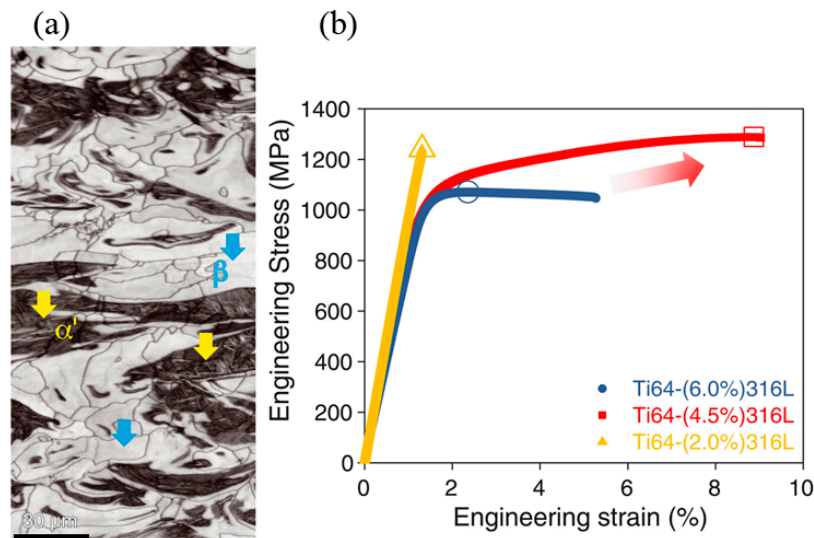 (a)
(b)
β
α'
30 μm
Engineering Stress (MPa)
1400
1200
1000
800
600
400
200
0
Ti64-(6.0%)316L
Ti64-(4.5%)316L
Ti64-(2.0%)316L
0 2 4 6 8 10
Engineering strain (%)